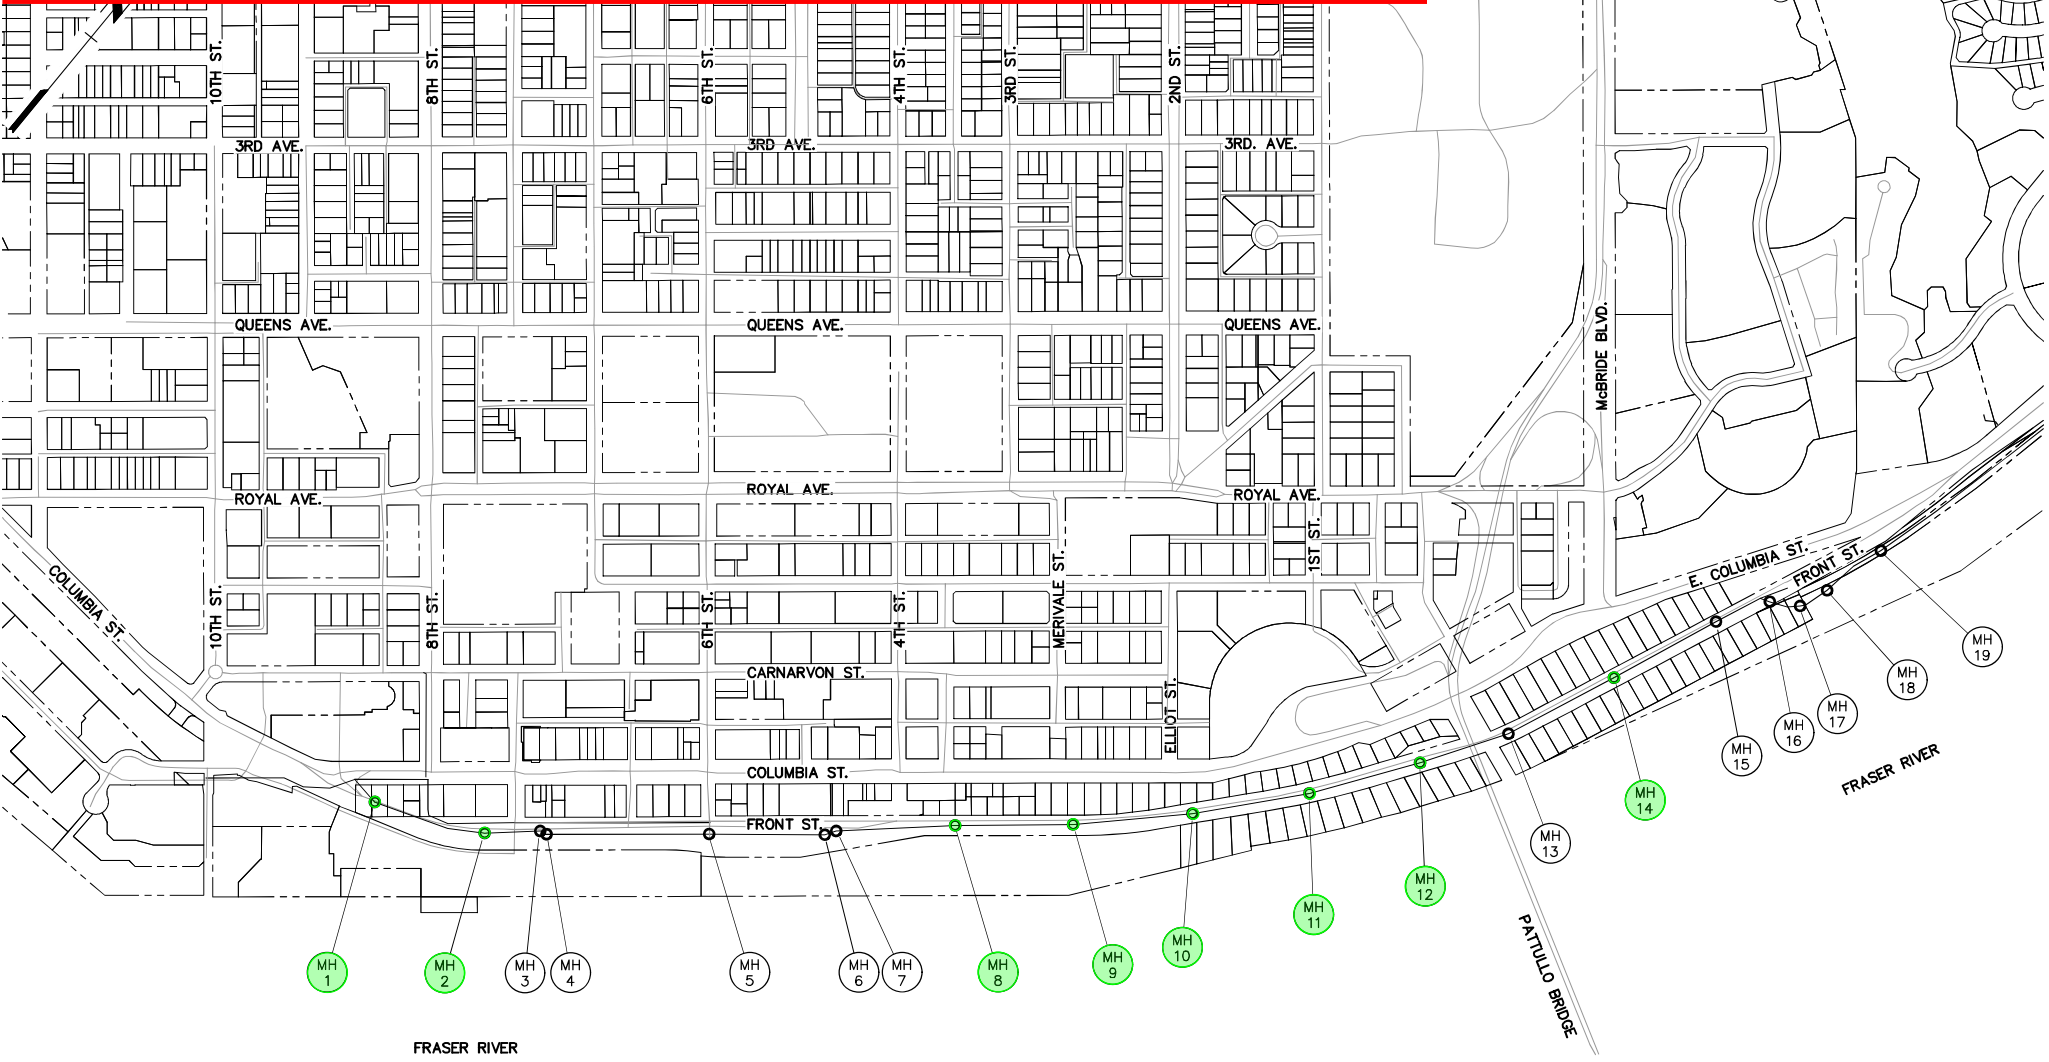 10TH ST.
8TH ST.
6TH ST.
4TH ST.
3RD ST.
2ND ST.
3RD AVE.
3RD AVE.
3RD. AVE.
QUEENS AVE.
QUEENS AVE.
QUEENS AVE.
McBRIDE BLVD.
ROYAL AVE.
ROYAL AVE.
ROYAL AVE.
1ST ST.
COLUMBIA ST.
10TH ST.
8TH ST.
6TH ST.
4TH ST.
MERIVALE ST.
E. COLUMBIA ST.
FRONT ST.
CARNARVON ST.
ELLIOT ST.
COLUMBIA ST.
FRONT ST.
MH
19
MH
18
MH
17
MH
16
MH
15
MH
14
MH
13
MH
12
MH
11
MH
10
MH
9
MH
8
MH
7
MH
6
MH
5
MH
4
MH
3
MH
2
MH
1
FRASER RIVER
PATTULLO BRIDGE
FRASER RIVER